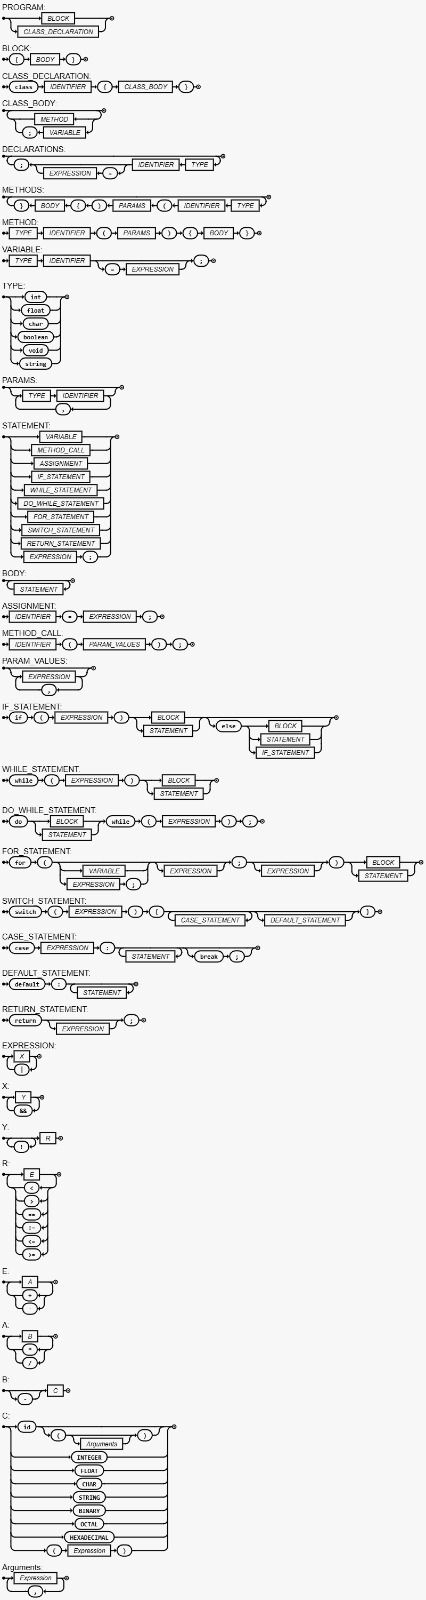 PROGRAM:
BLOCK
CLASS_DECLARATION
BLOCK:
{ BODY }
CLASS_DECLARATION:
class IDENTIFIER { CLASS_BODY }
CLASS_BODY:
METHOD
; VARIABLE
DECLARATIONS:
; IDENTIFIER TYPE
EXPRESSION =
METHODS:
} BODY { ) PARAMS ( IDENTIFIER TYPE
METHOD:
TYPE IDENTIFIER ( PARAMS ) { BODY }
VARIABLE:
TYPE IDENTIFIER ;
= EXPRESSION
TYPE:
int
float
char
boolean
void
string
PARAMS:
TYPE IDENTIFIER
,
STATEMENT:
VARIABLE
METHOD_CALL
ASSIGNMENT
IF_STATEMENT
WHILE_STATEMENT
DO_WHILE_STATEMENT
FOR_STATEMENT
SWITCH_STATEMENT
RETURN_STATEMENT
EXPRESSION ;
BODY:
STATEMENT
ASSIGNMENT:
IDENTIFIER = EXPRESSION ;
METHOD_CALL:
IDENTIFIER ( PARAM_VALUES ) ;
PARAM_VALUES:
EXPRESSION
,
IF_STATEMENT:
if ( EXPRESSION ) BLOCK else BLOCK
STATEMENT STATEMENT
IF_STATEMENT
WHILE_STATEMENT:
while ( EXPRESSION ) BLOCK
STATEMENT
DO_WHILE_STATEMENT:
do BLOCK while ( EXPRESSION ) ;
STATEMENT
FOR_STATEMENT:
for ( VARIABLE EXPRESSION ; EXPRESSION ) BLOCK
EXPRESSION ; STATEMENT
SWITCH_STATEMENT:
switch ( EXPRESSION ) { CASE_STATEMENT DEFAULT_STATEMENT }
CASE_STATEMENT:
case EXPRESSION : STATEMENT break ;
DEFAULT_STATEMENT:
default : STATEMENT
RETURN_STATEMENT:
return EXPRESSION ;
EXPRESSION:
X
|
X:
Y
&&
Y:
! R
R:
E
<
>
==
!=
<=
>=
E:
A
+
A:
B
*
/
B:
- C
C:
id ( Arguments )
INTEGER
FLOAT
CHAR
STRING
BINARY
OCTAL
HEXADECIMAL
( Expression )
Arguments:
Expression
,